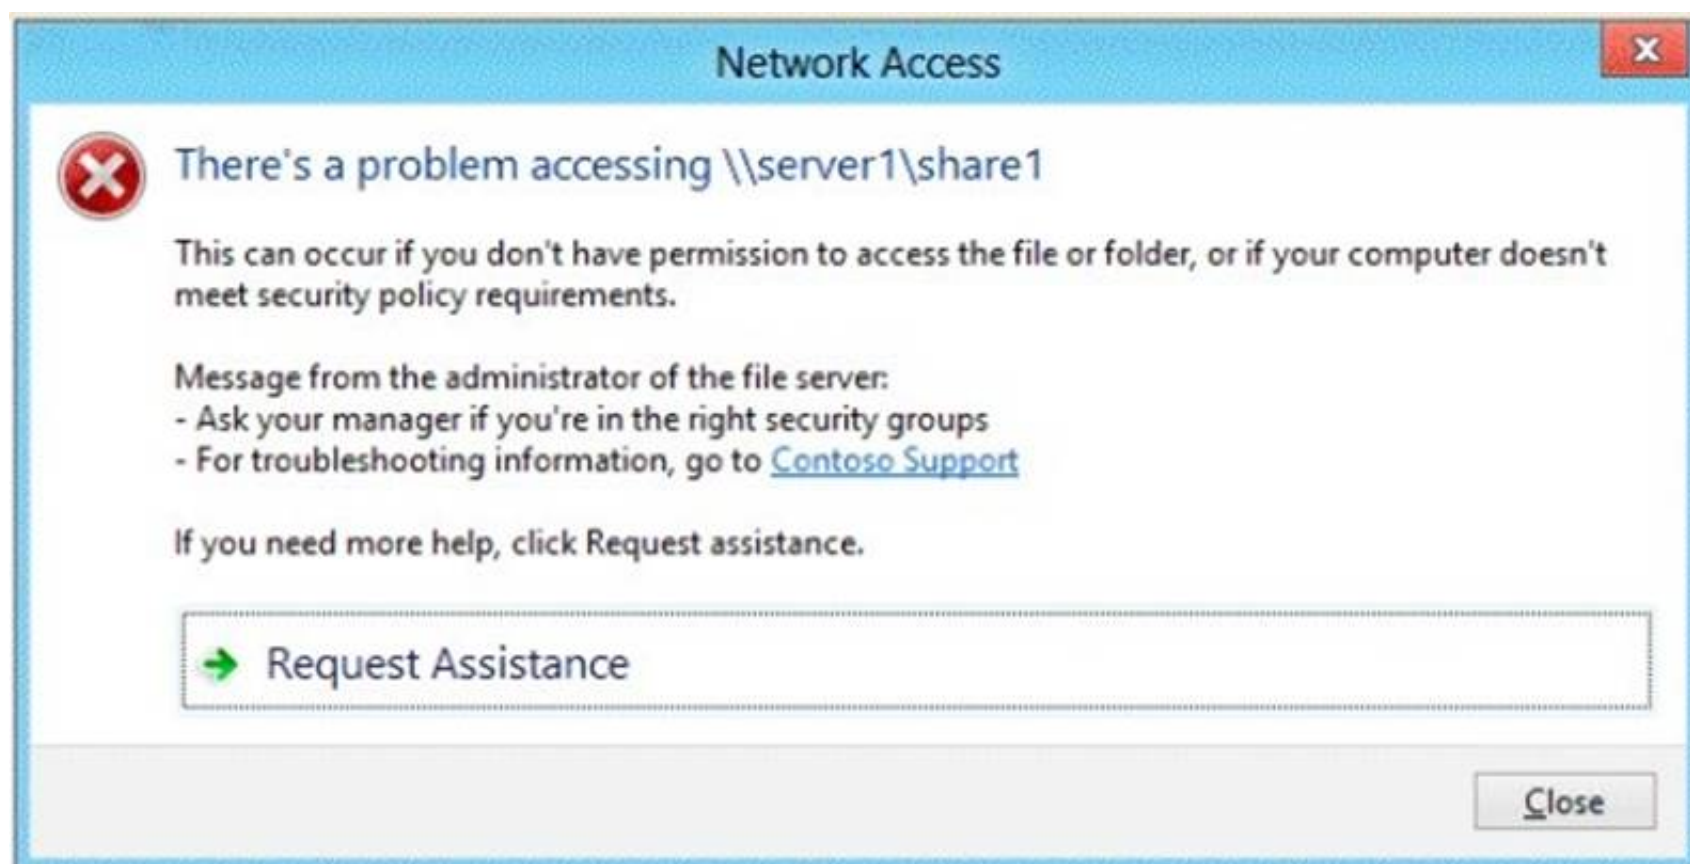 Network Access
There's a problem accessing \\server1\share1
This can occur if you don't have permission to access the file or folder, or if your computer doesn't
meet security policy requirements.
Message from the administrator of the file server:
- Ask your manager if you're in the right security groups
- For troubleshooting information, go to Contoso Support
If you need more help, click Request assistance.
Request Assistance
Close